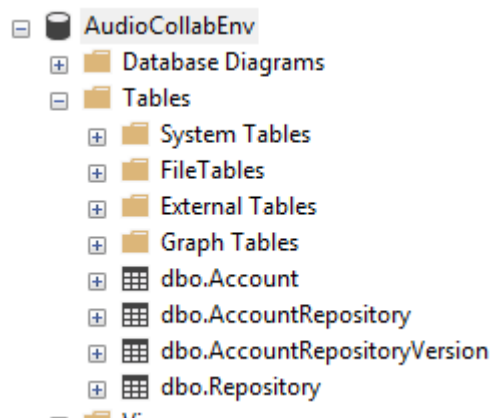 AudioCollabEnv
Database Diagrams
Tables
System Tables
FileTables
External Tables
Graph Tables
dbo.Account
dbo.AccountRepository
dbo.AccountRepositoryVersion
dbo.Repository